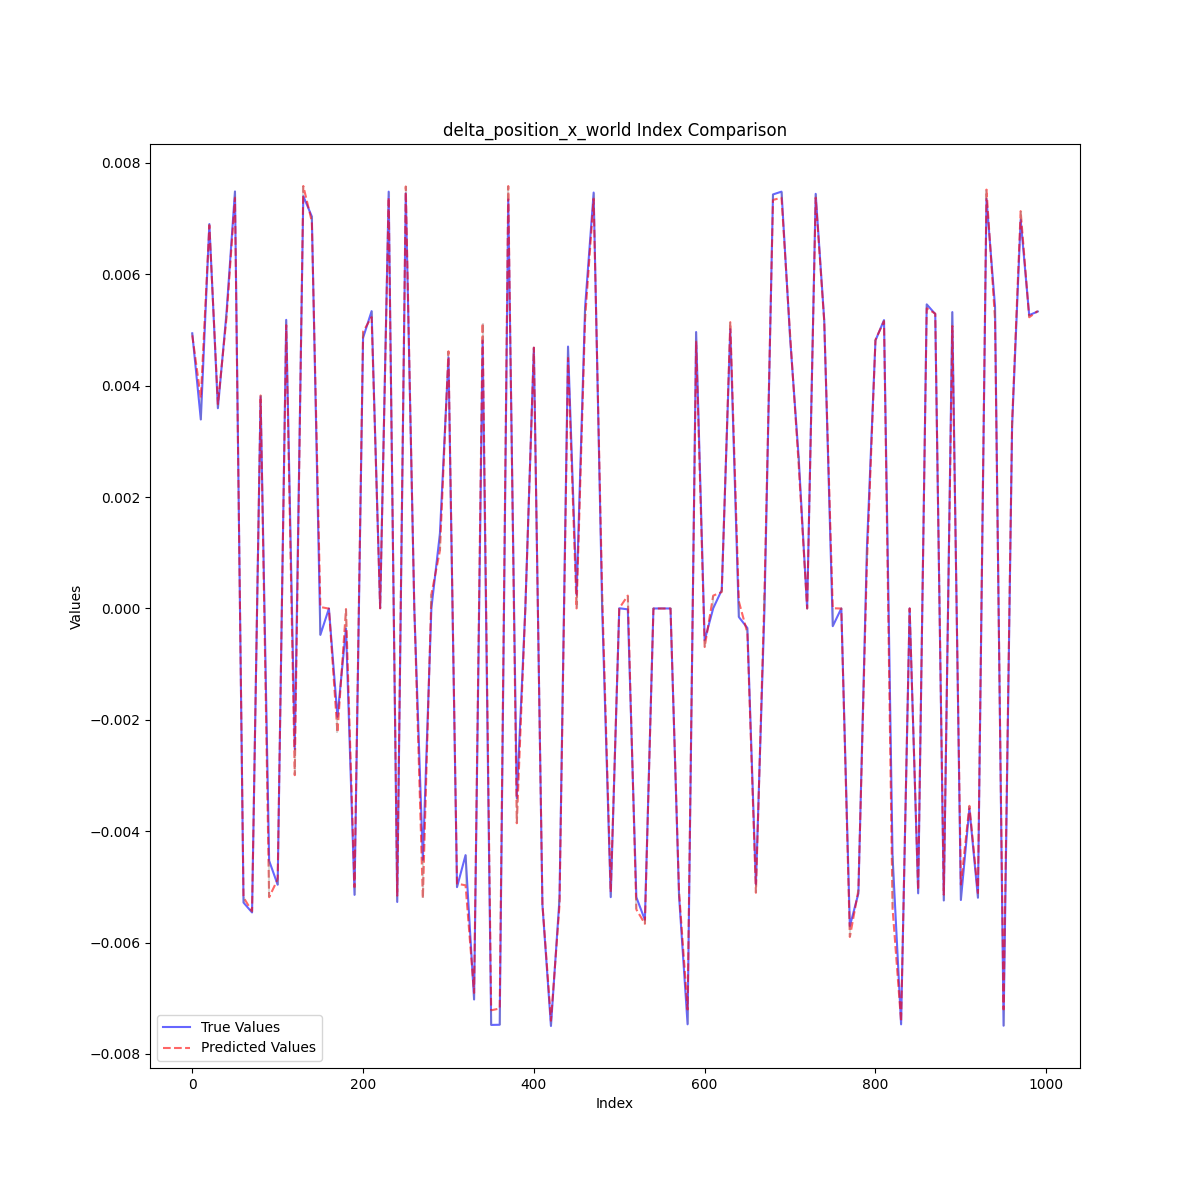 delta_position_x_world Index Comparison
0.008
0.006
0.004
0.002
0.000
−0.002
−0.004
−0.006
−0.008
Values
True Values
Predicted Values
0 200 400 600 800 1000
Index